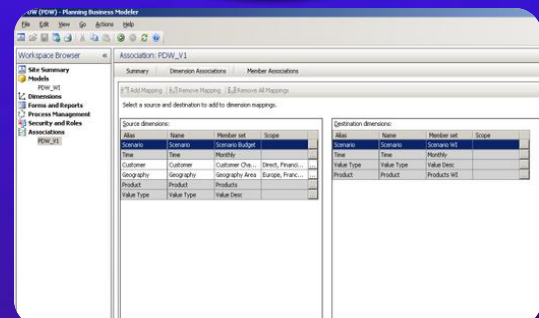 PDW (PDW) - Planning Business Modeler
File Edit View Go Actions Help
Workspace Browser «
Association: PDW_V1
Site Summary
Models
PDW_WI
Dimensions
Forms and Reports
Process Management
Security and Roles
Associations
PDW_V1
Summary Dimension Associations Member Associations
Add Mapping Remove Mapping Remove All Mappings
Select a source and destination to add to dimension mappings.
Source dimensions:
Alias Name Member set Scope
Scenario Scenario Scenario Budget
Time Time Monthly
Customer Customer Customer Cha... Direct, Financi... ...
Geography Geography Geography Area Europe, Franc... ...
Product Product Products
Value Type Value Type Value Desc
Destination dimensions:
Alias Name Member set Scope
Scenario Scenario Scenario WI
Time Time Monthly
Value Type Value Type Value Desc
Product Product Products WI